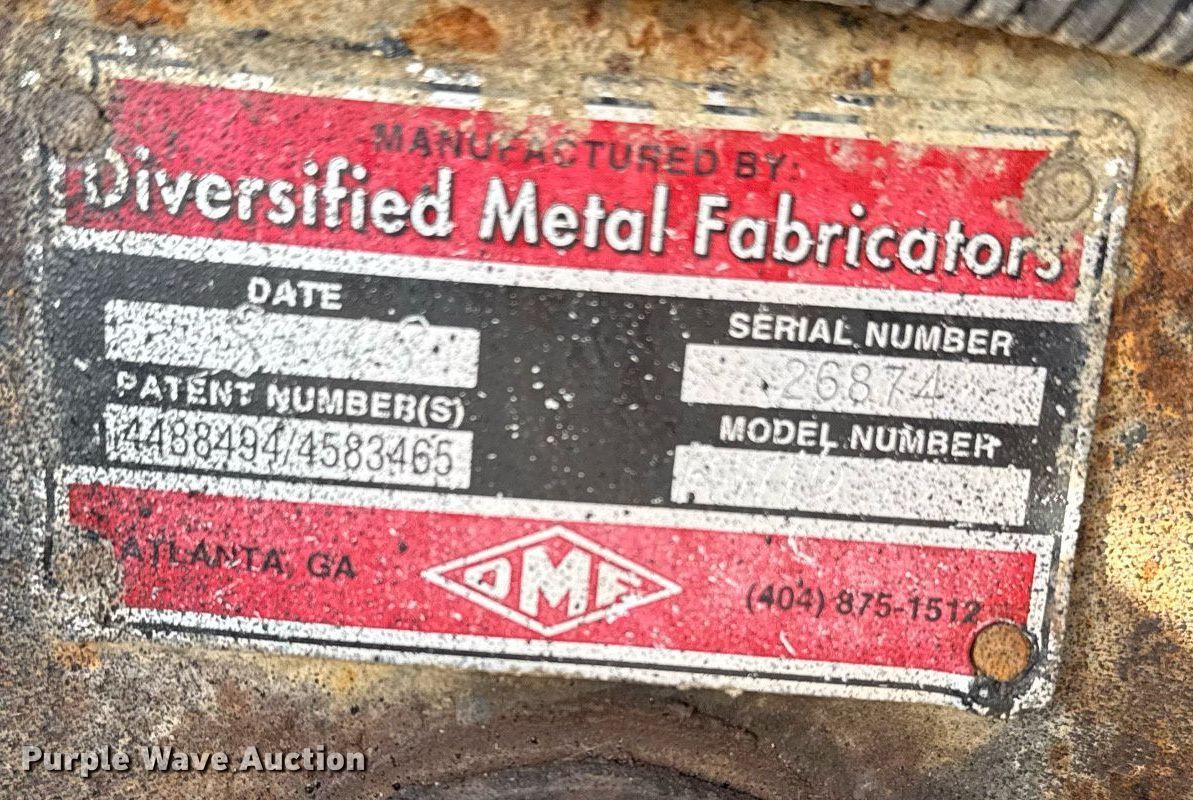 MANUFACTURED BY:
Diversified Metal Fabricators
DATE
SERIAL NUMBER
26874
PATENT NUMBER(S)
4488494/4583465
MODEL NUMBER
ATLANTA, GA
DMF
(404) 875-1512
Purple Wave Auction